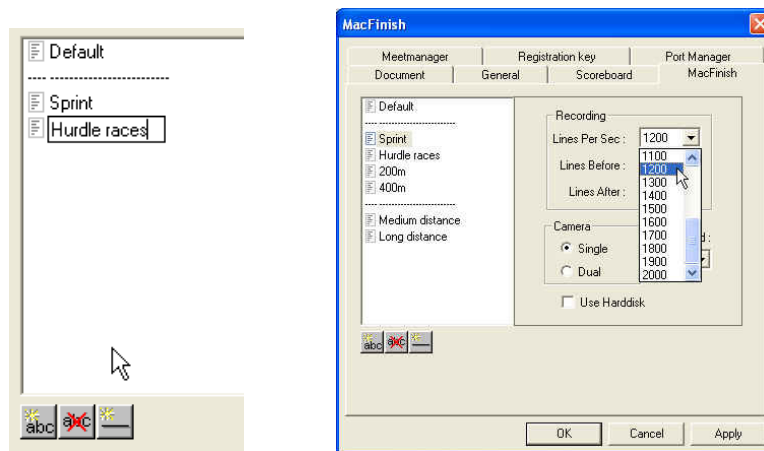 Default
---- -------------------------
Sprint
Hurdle races
abc abc
MacFinish
Meetmanager Registration key Port Manager
Document General Scoreboard MacFinish
Default
---- -------------------------
Sprint
Hurdle races
200m
400m
---- -------------------------
Medium distance
Long distance
abc abc
Recording
Lines Per Sec : 1200
Lines Before :
Lines After :
1100
1200
1300
1400
1500
1600
1700
1800
1900
2000
Camera
Single
Dual
d :
Use Harddisk
OK Cancel Apply